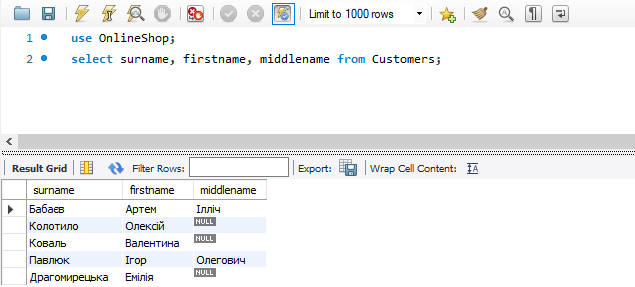 Limit to 1000 rows
1 use OnlineShop;
2 select surname, firstname, middlename from Customers;
Result Grid Filter Rows: Export: Wrap Cell Content:
surname firstname middlename
Бабаєв Артем Ілліч
Колотило Олексій NULL
Коваль Валентина NULL
Павлюк Ігор Олегович
Драгомирецька Емілія NULL